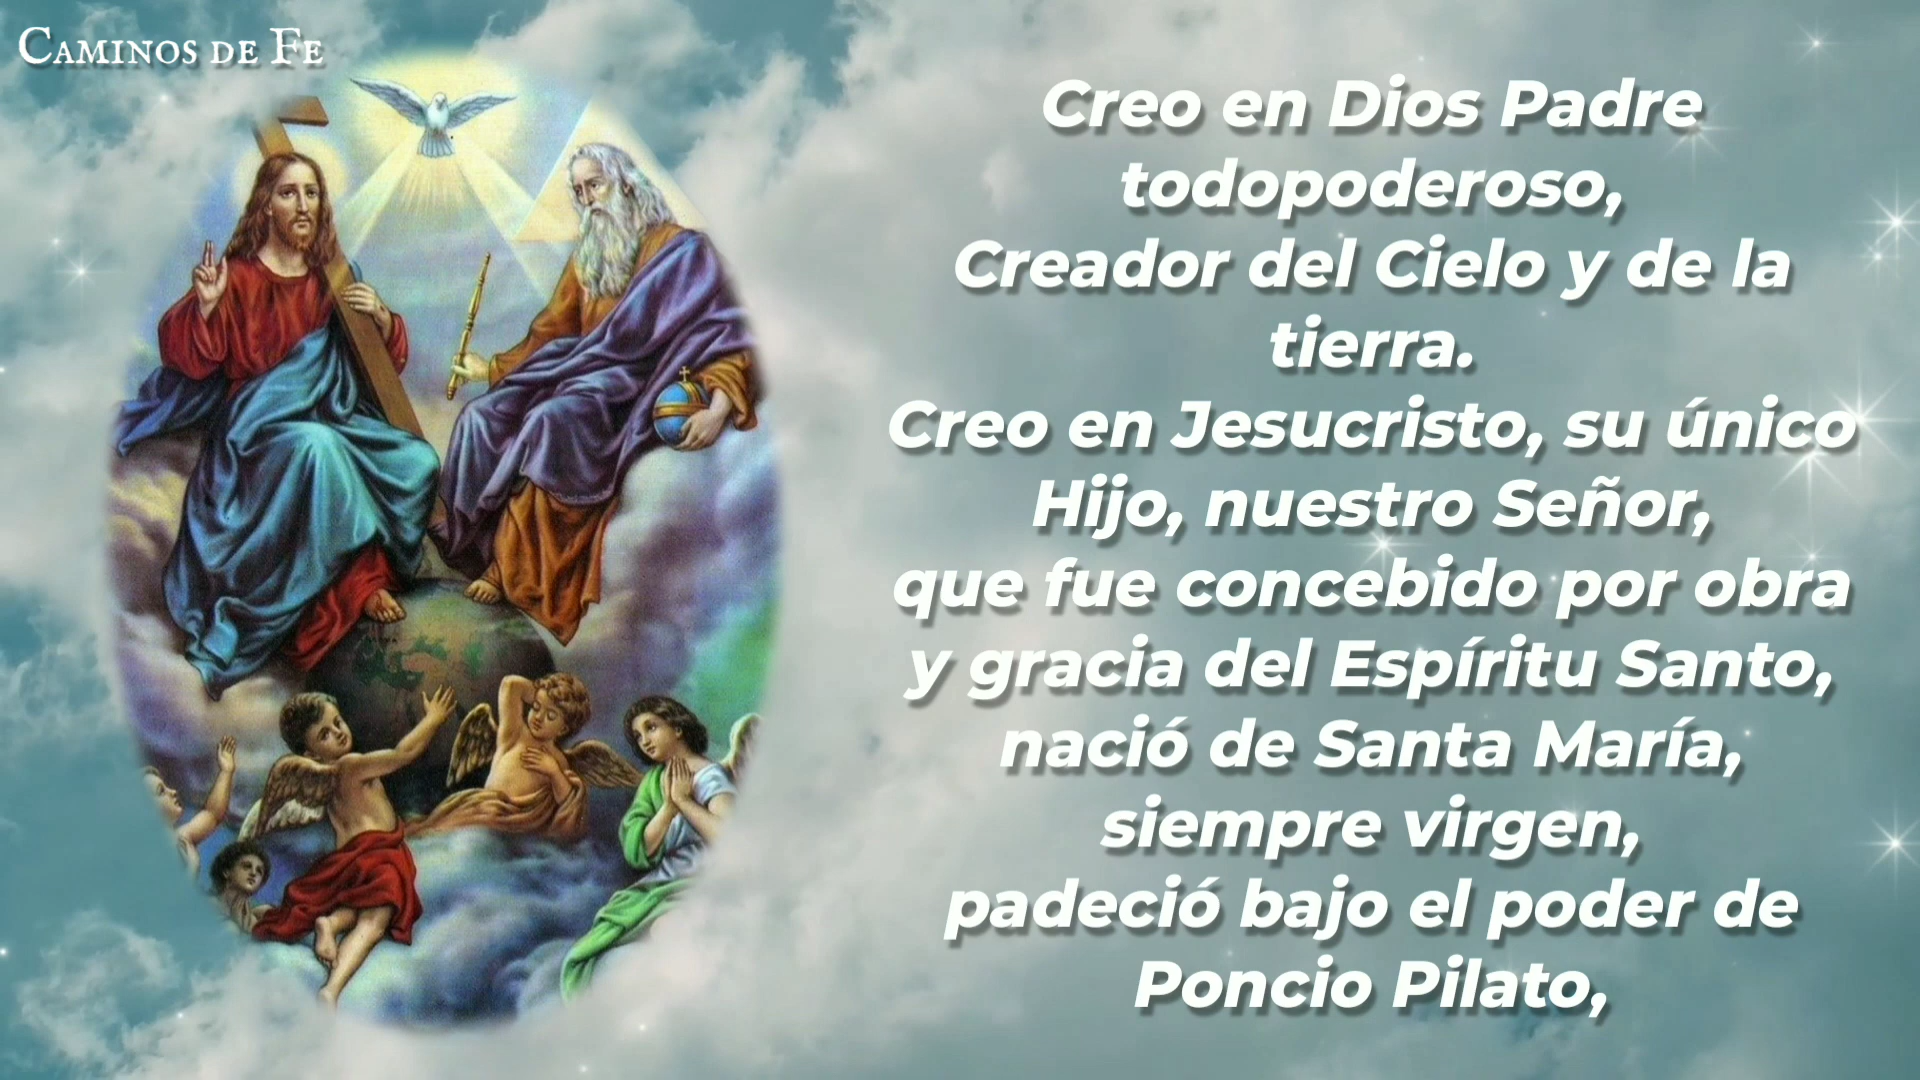 Caminos de Fe
Creo en Dios Padre
todopoderoso,
Creador del Cielo y de la
tierra.
Creo en Jesucristo, su único
Hijo, nuestro Señor,
que fue concebido por obra
y gracia del Espíritu Santo,
nació de Santa María,
siempre virgen,
padeció bajo el poder de
Poncio Pilato,